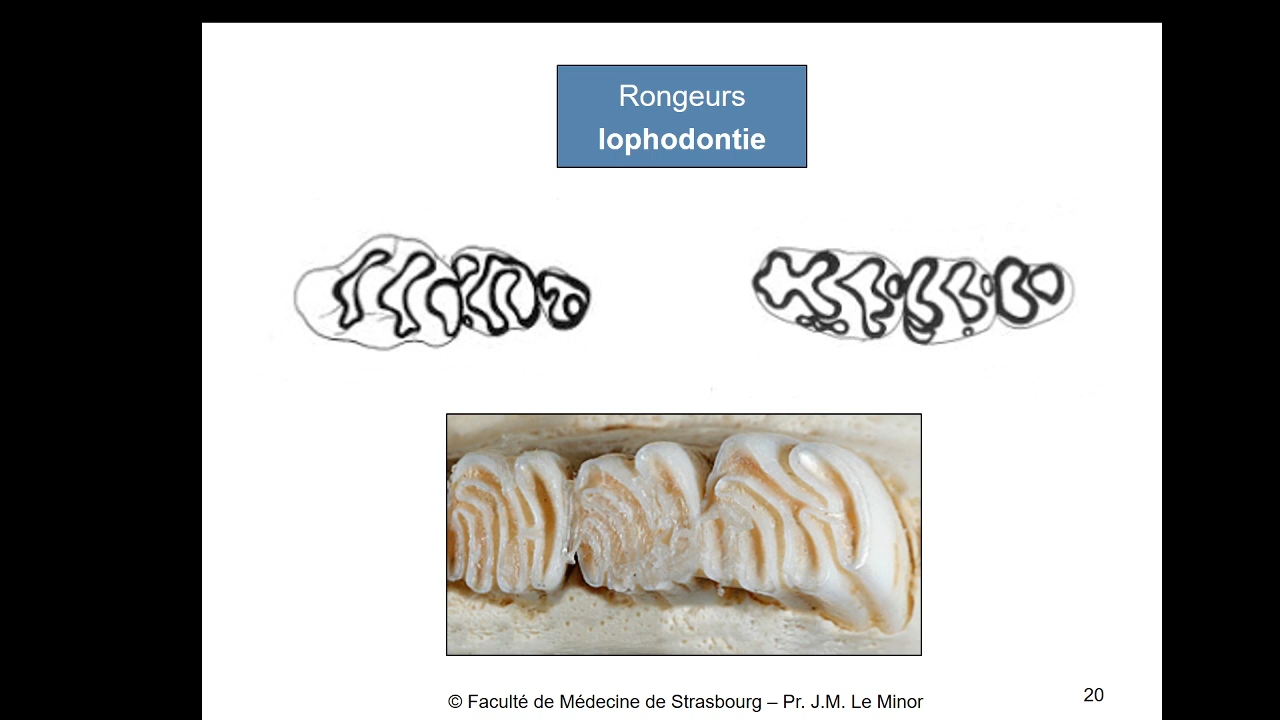 Rongeurs
lophodontie
© Faculté de Médecine de Strasbourg – Pr. J.M. Le Minor
20